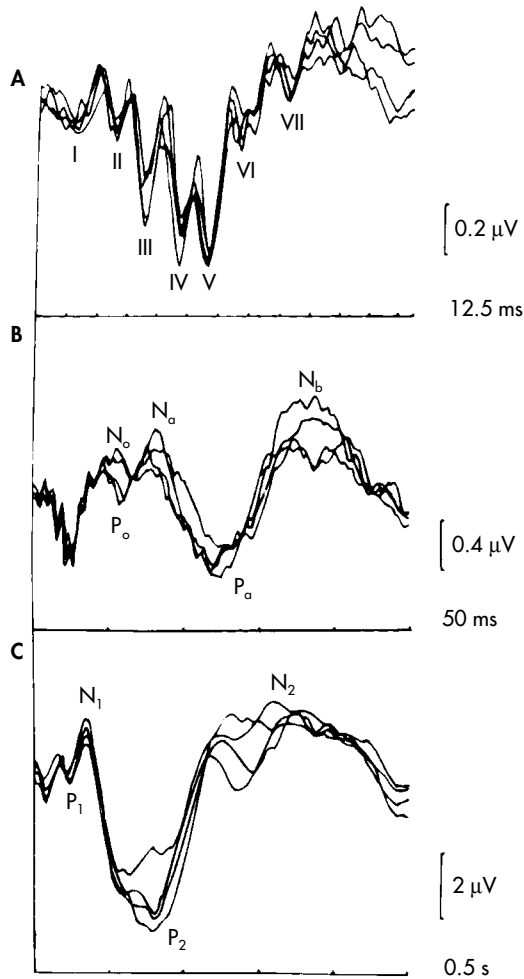 A
I
II
III
IV
V
VI
VII
0.2 μV
12.5 ms
B
N₀
Nₐ
N_b
P₀
Pₐ
0.4 μV
50 ms
C
N₁
N₂
P₁
P₂
2 μV
0.5 s